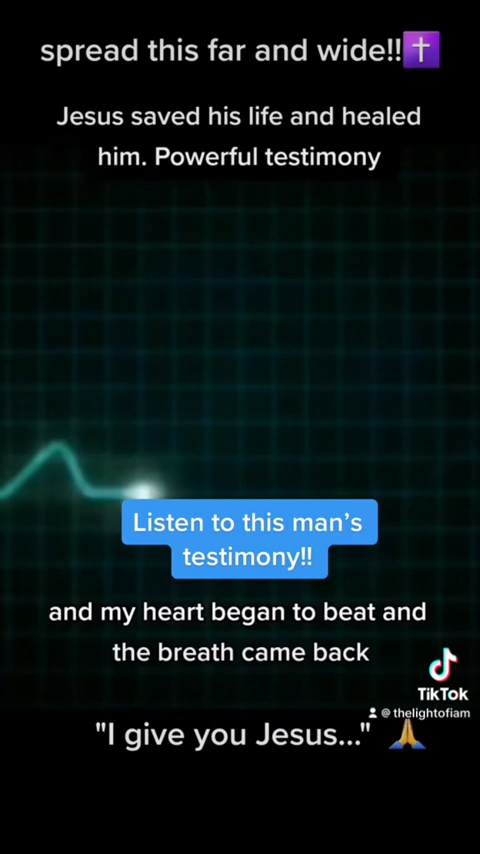 spread this far and wide!!✝️
Jesus saved his life and healed
him. Powerful testimony
Listen to this man’s
testimony!!
and my heart began to beat and
the breath came back
TikTok
@ thelightofiam
"I give you Jesus..." 🙏